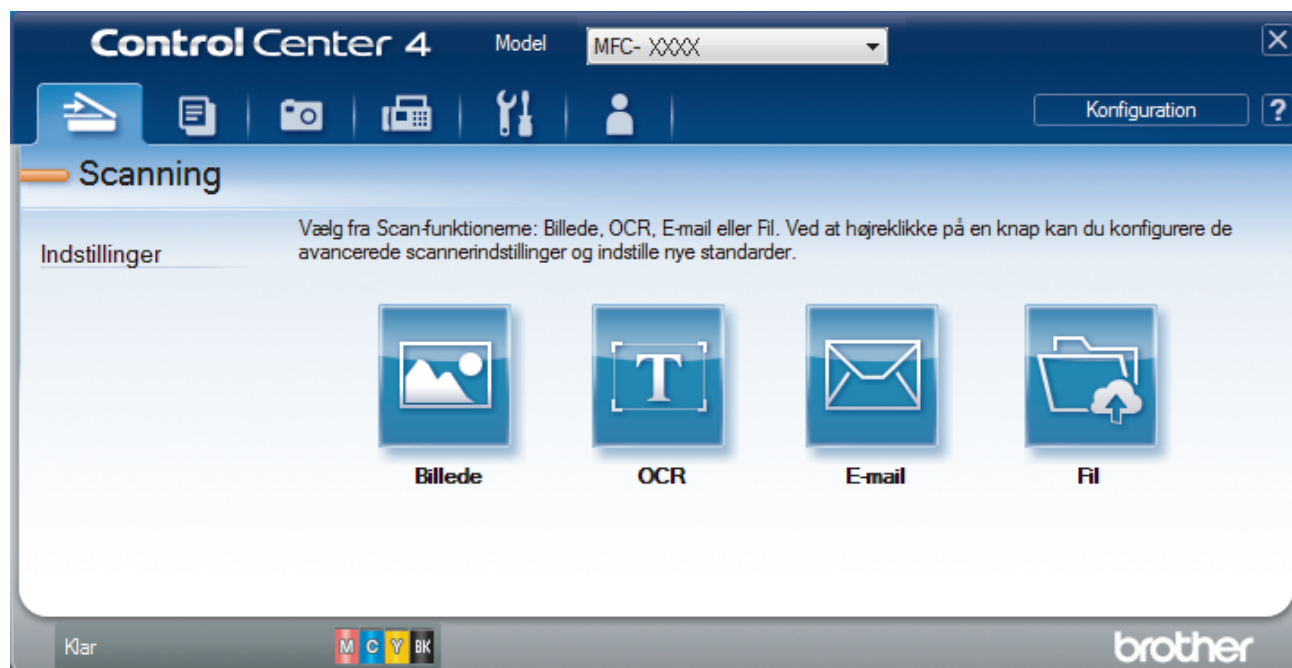 ControlCenter 4 Model MFC- XXXX
Konfiguration ?
Scanning
Indstillinger
Vælg fra Scan-funktionerne: Billede, OCR, E-mail eller Fil. Ved at højreklikke på en knap kan du konfigurere de
avancerede scannerindstillinger og indstille nye standarder.
T
Billede OCR E-mail Fil
Klar M C Y BK brother